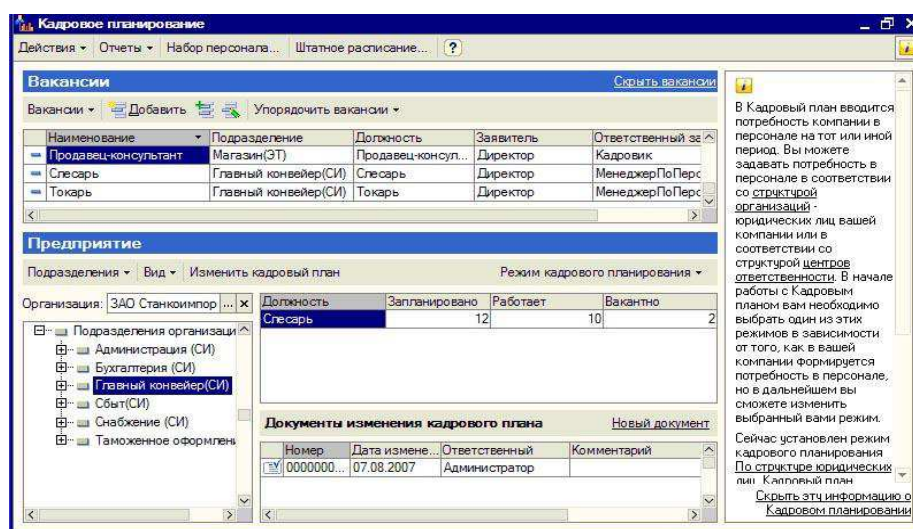 Кадровое планирование
Действия Отчеты Набор персонала... Штатное расписание... ?
Вакансии Скрыть вакансии
Вакансии Добавить Упорядочить вакансии
Наименование Подразделение Должность Заявитель Ответственный за
Продавец-консультант Магазин(ЭТ) Продавец-консул... Директор Кадровик
Слесарь Главный конвейер(СИ) Слесарь Директор МенеджерПоПерс
Токарь Главный конвейер(СИ) Токарь Директор МенеджерПоПерс
Предприятие
Подразделения Вид Изменить кадровый план Режим кадрового планирования
Организация: ЗАО Станкоимпор ... x
Подразделения организаци
Администрация (СИ)
Бухгалтерия (СИ)
Главный конвейер(СИ)
Сбыт(СИ)
Снабжение (СИ)
Таможенное оформлени
Должность Запланировано Работает Вакантно
Слесарь 12 10 2
Документы изменения кадрового плана Новый документ
Номер Дата измене... Ответственный Комментарий
0000000... 07.08.2007 Администратор
В Кадровый план вводится
потребность компании в
персонале на тот или иной
период. Вы можете
задавать потребность в
персонале в соответствии
со структурой
организаций -
юридических лиц вашей
компании или в
соответствии со
структурой центров
ответственности. В начале
работы с Кадровым
планом вам необходимо
выбрать один из этих
режимов в зависимости
от того, как в вашей
компании формируется
потребность в персонале,
но в дальнейшем вы
сможете изменить
выбранный вами режим.
Сейчас установлен режим
кадрового планирования
По структуре юридических
лиц. Кадровый план
Скрыть эту информацию о
Кадровом планировании